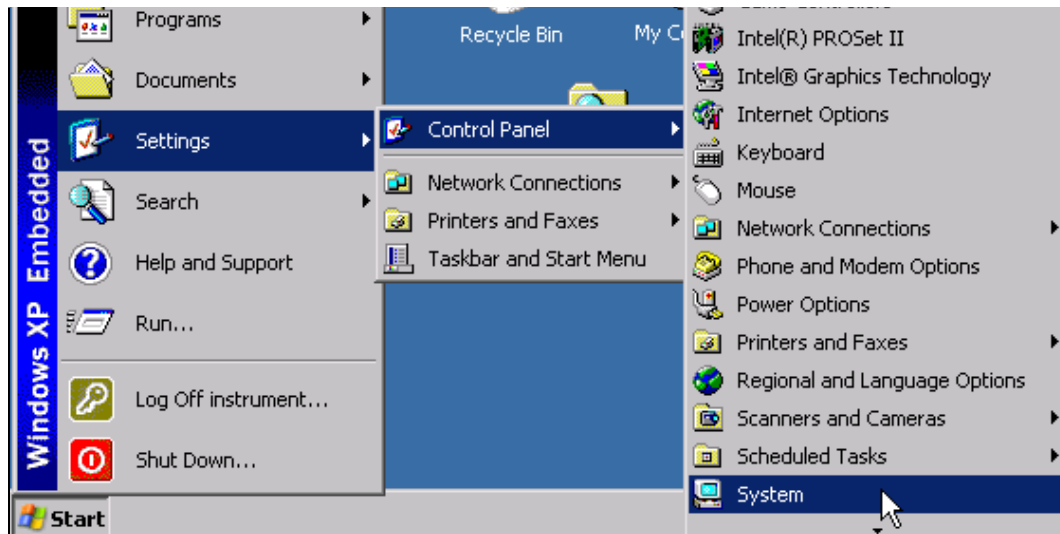 Programs
Documents
Settings
Search
Help and Support
Run...
Log Off instrument...
Shut Down...
Windows XP Embedded
Start
Recycle Bin
My
Control Panel
Network Connections
Printers and Faxes
Taskbar and Start Menu
Intel(R) PROSet II
Intel® Graphics Technology
Internet Options
Keyboard
Mouse
Network Connections
Phone and Modem Options
Power Options
Printers and Faxes
Regional and Language Options
Scanners and Cameras
Scheduled Tasks
System